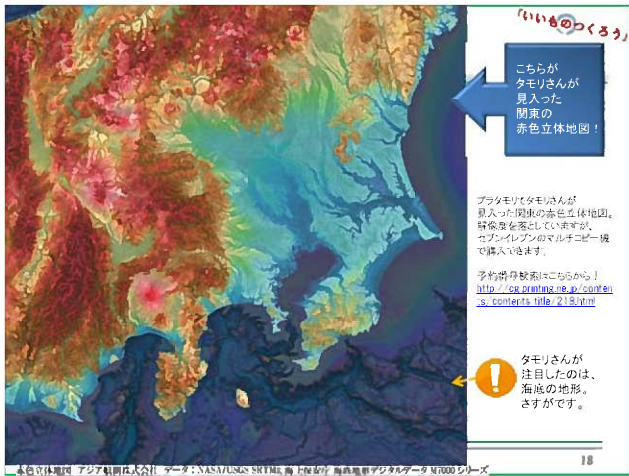 「いいものつくろう」
こちらが
タモリさんが
見入った
関東の
赤色立体地図！
ブラタモリでタモリさんが
見入った関東の赤色立体地図。
解像度を落としていますが、
セブンイレブンのマルチコピー機
で購入できます。
予約番号検索はこちらから！
http://cg.printing.ne.jp/conten
ts/contents_title/218.html
タモリさんが
注目したのは、
海底の地形。
さすがです。
赤色立体地図 アジア航測株式会社 データ：NASA/USGS SRTM3, 海上保安庁 海底地形デジタルデータ M7000シリーズ
18